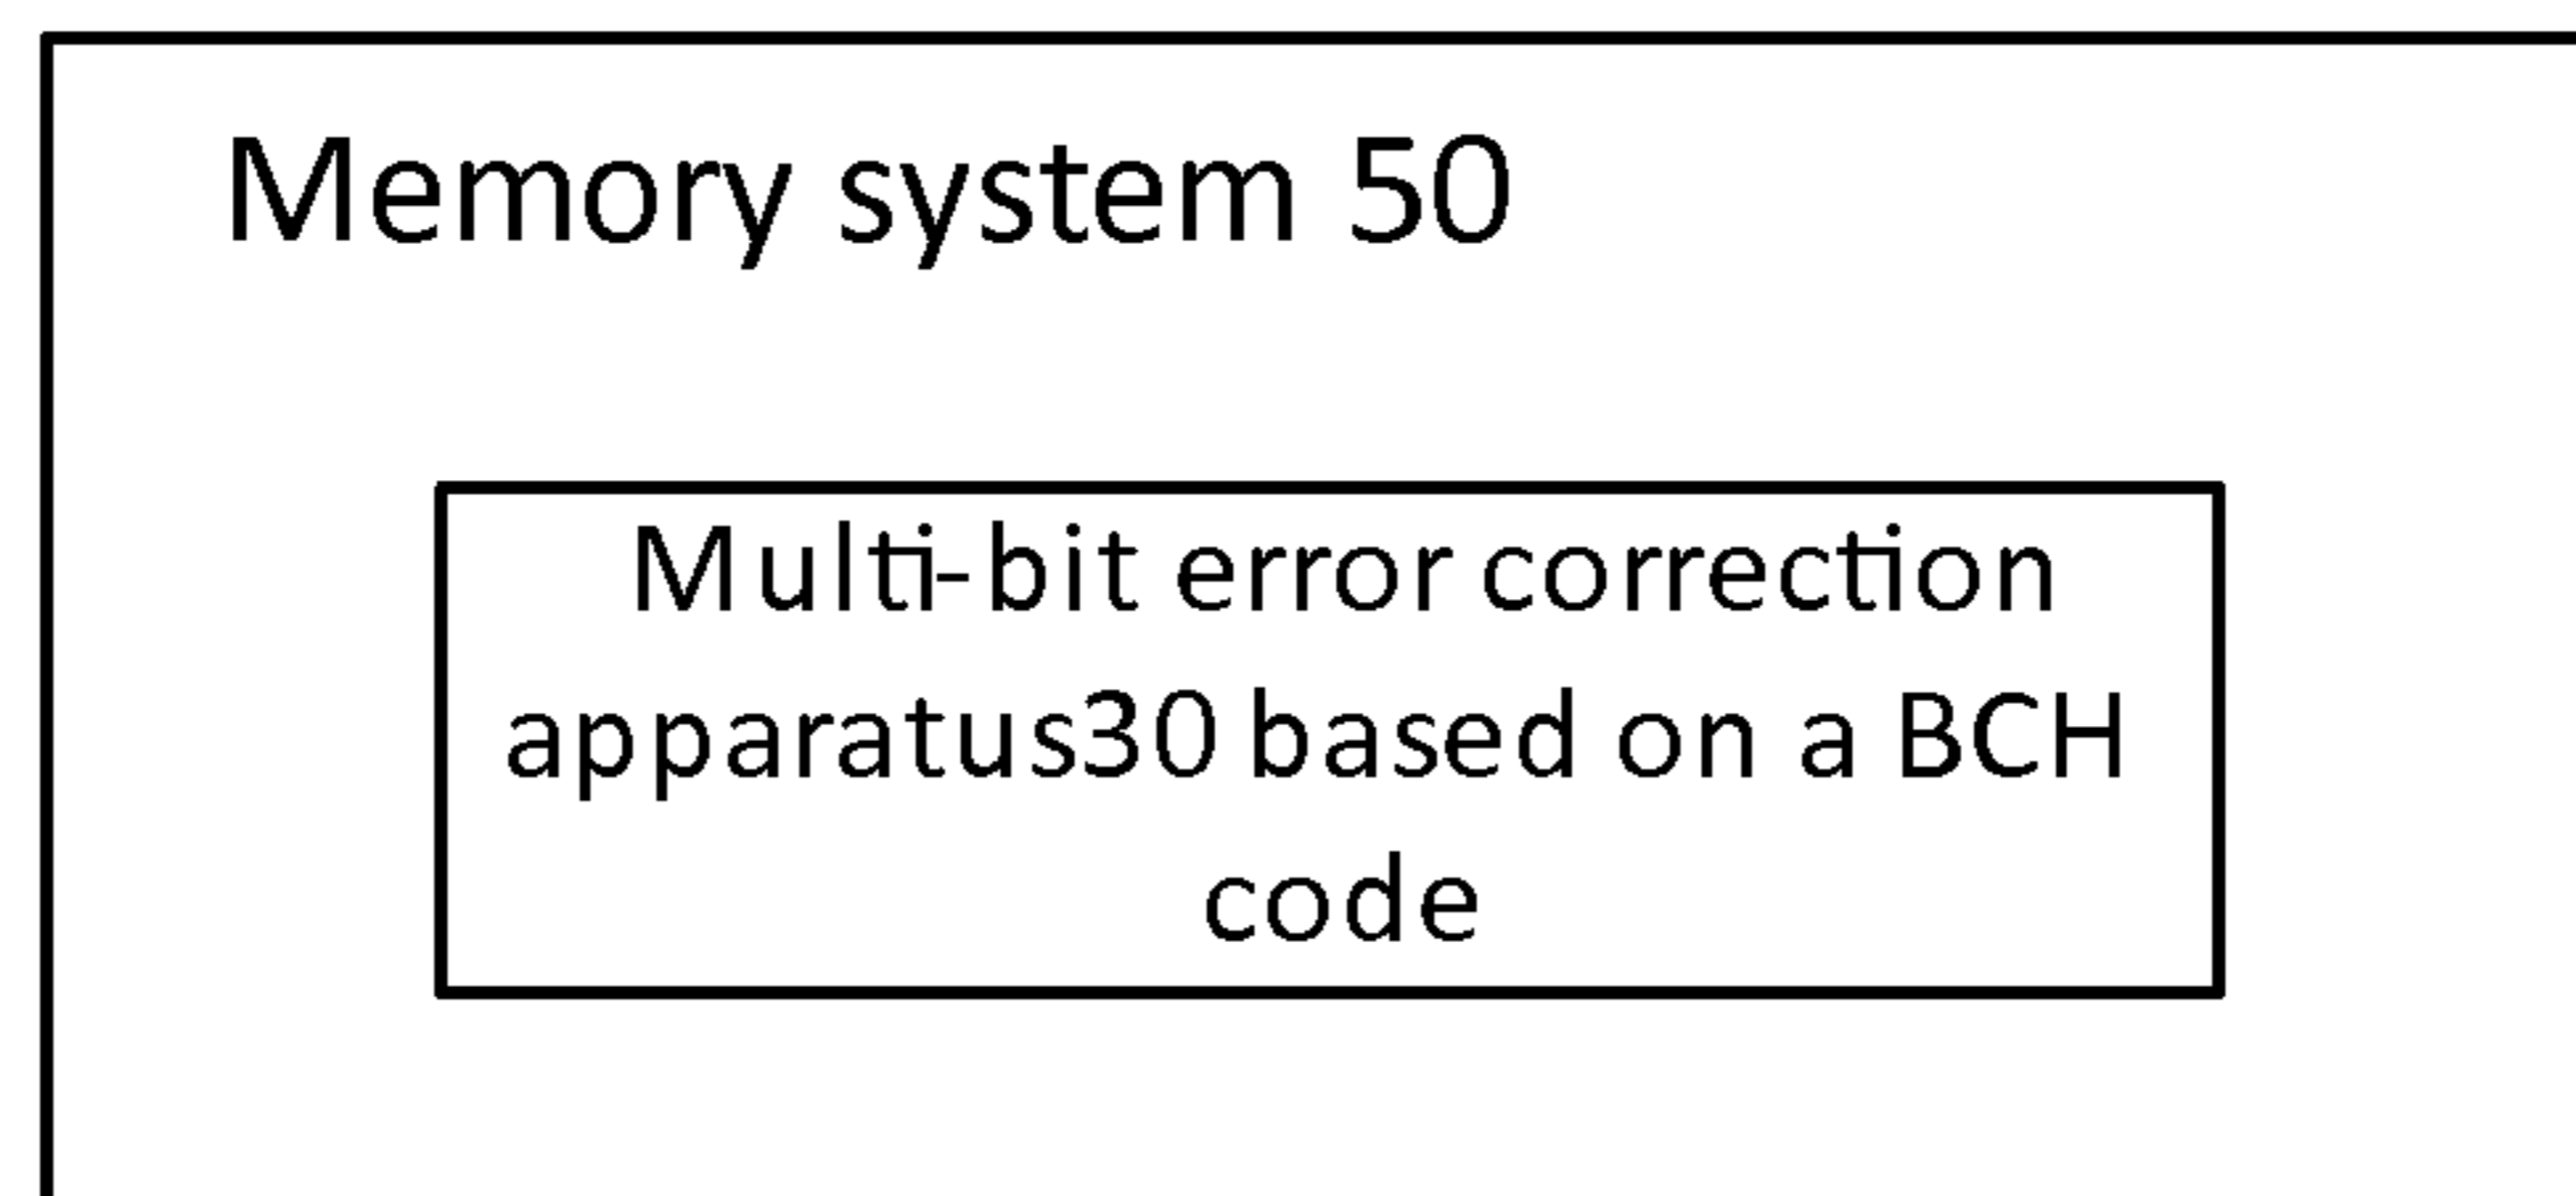 Memory system 50
Multi-bit error correction
apparatus30 based on a BCH
code